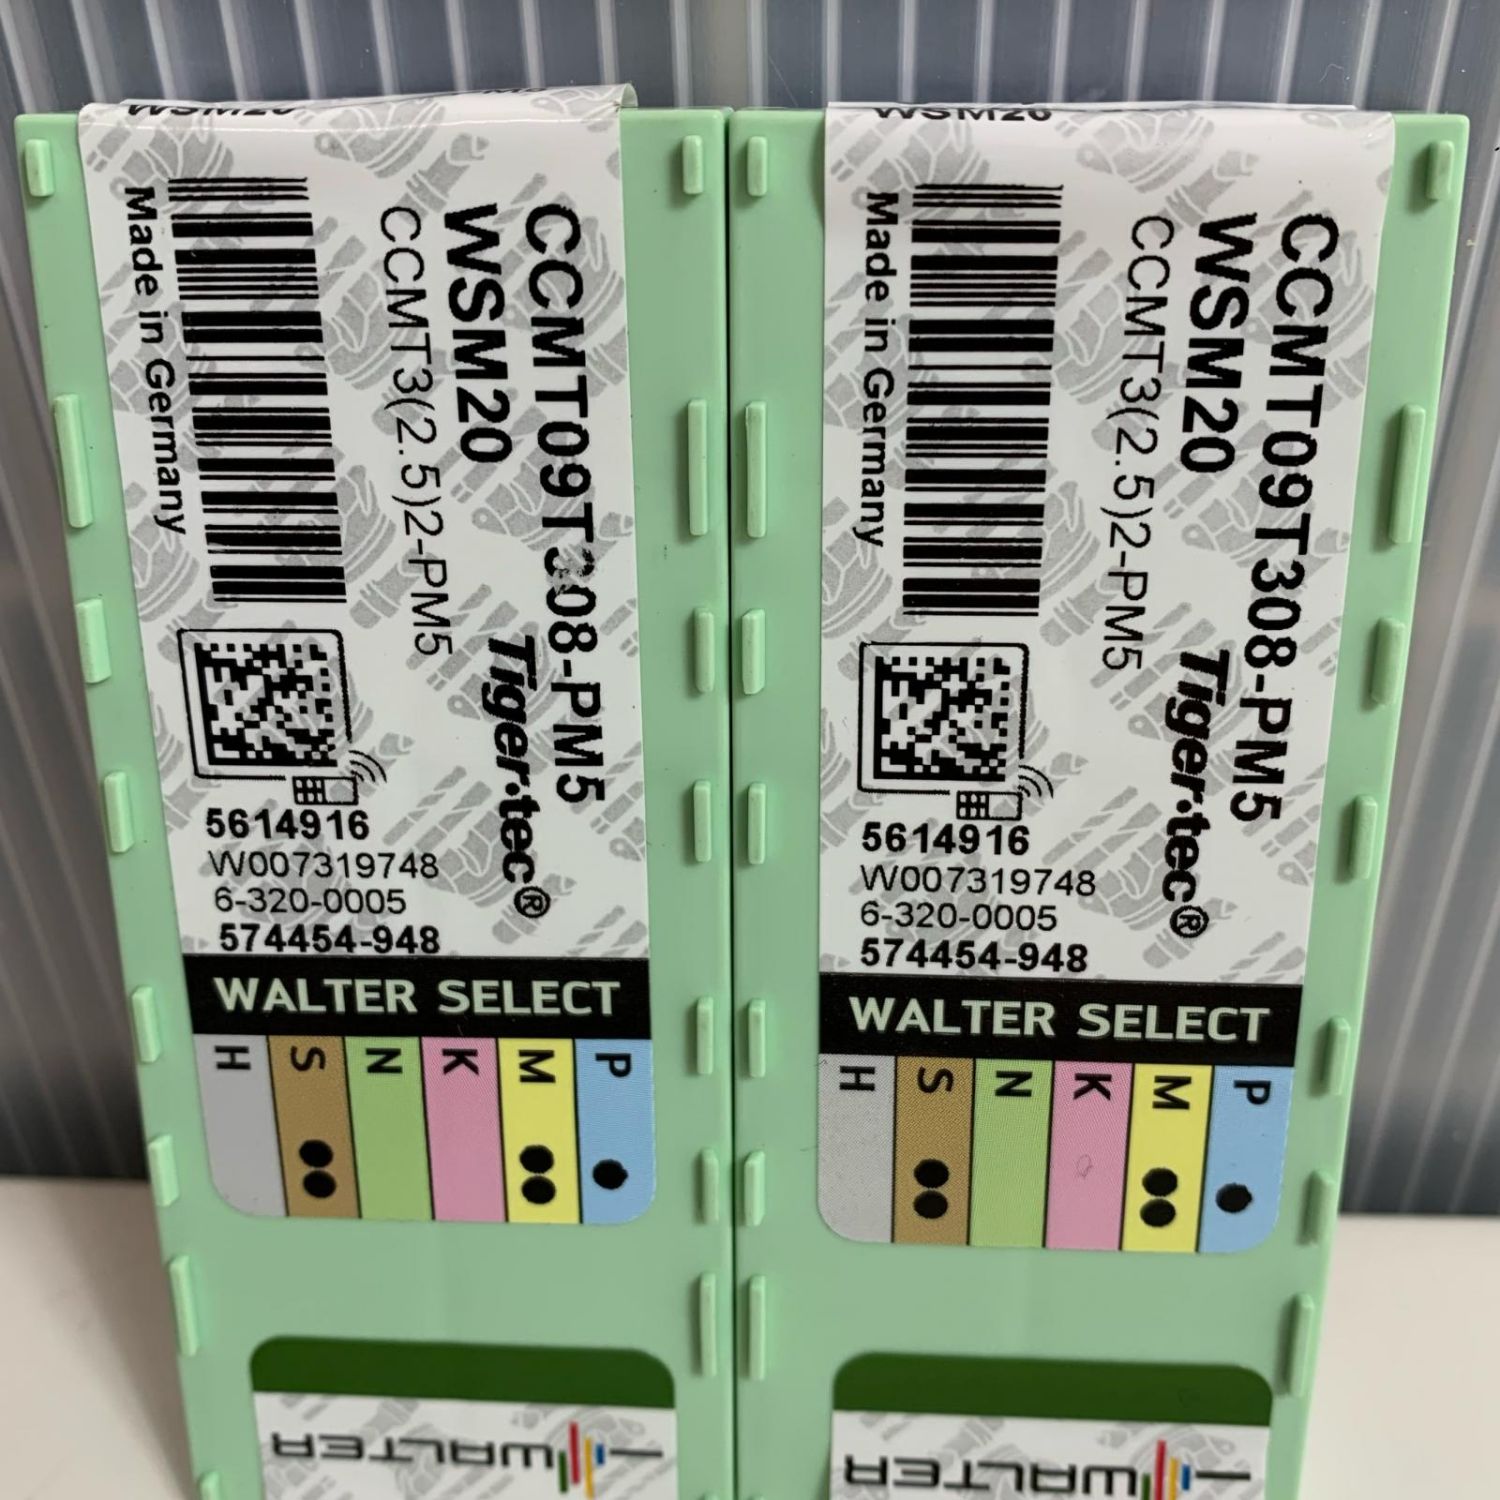 WSM20
CCMT09T308-PM5
WSM20
Tiger·tec®
CCMT3(2.5)2-PM5
Made in Germany
5614916
W007319748
6-320-0005
574454-948
WALTER SELECT
H S N K M P
WALTER
WSM20
CCMT09T308-PM5
WSM20
Tiger·tec®
CCMT3(2.5)2-PM5
Made in Germany
5614916
W007319748
6-320-0005
574454-948
WALTER SELECT
H S N K M P
WALTER